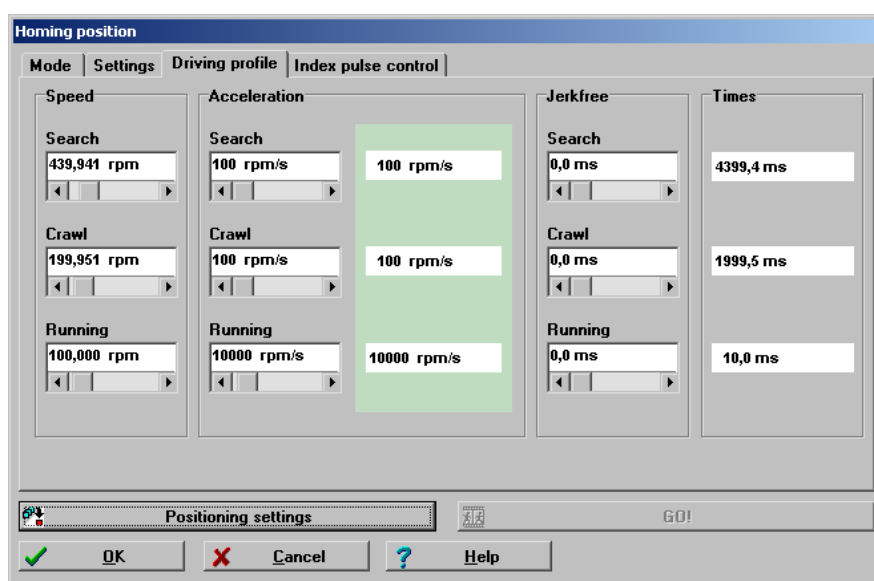 Homing position
Mode Settings Driving profile Index pulse control
Speed Acceleration Jerkfree Times
Search Search Search
439,941 rpm 100 rpm/s 100 rpm/s 0,0 ms 4399,4 ms
Crawl Crawl Crawl
199,951 rpm 100 rpm/s 100 rpm/s 0,0 ms 1999,5 ms
Running Running Running
100,000 rpm 10000 rpm/s 10000 rpm/s 0,0 ms 10,0 ms
Positioning settings GO!
OK Cancel Help